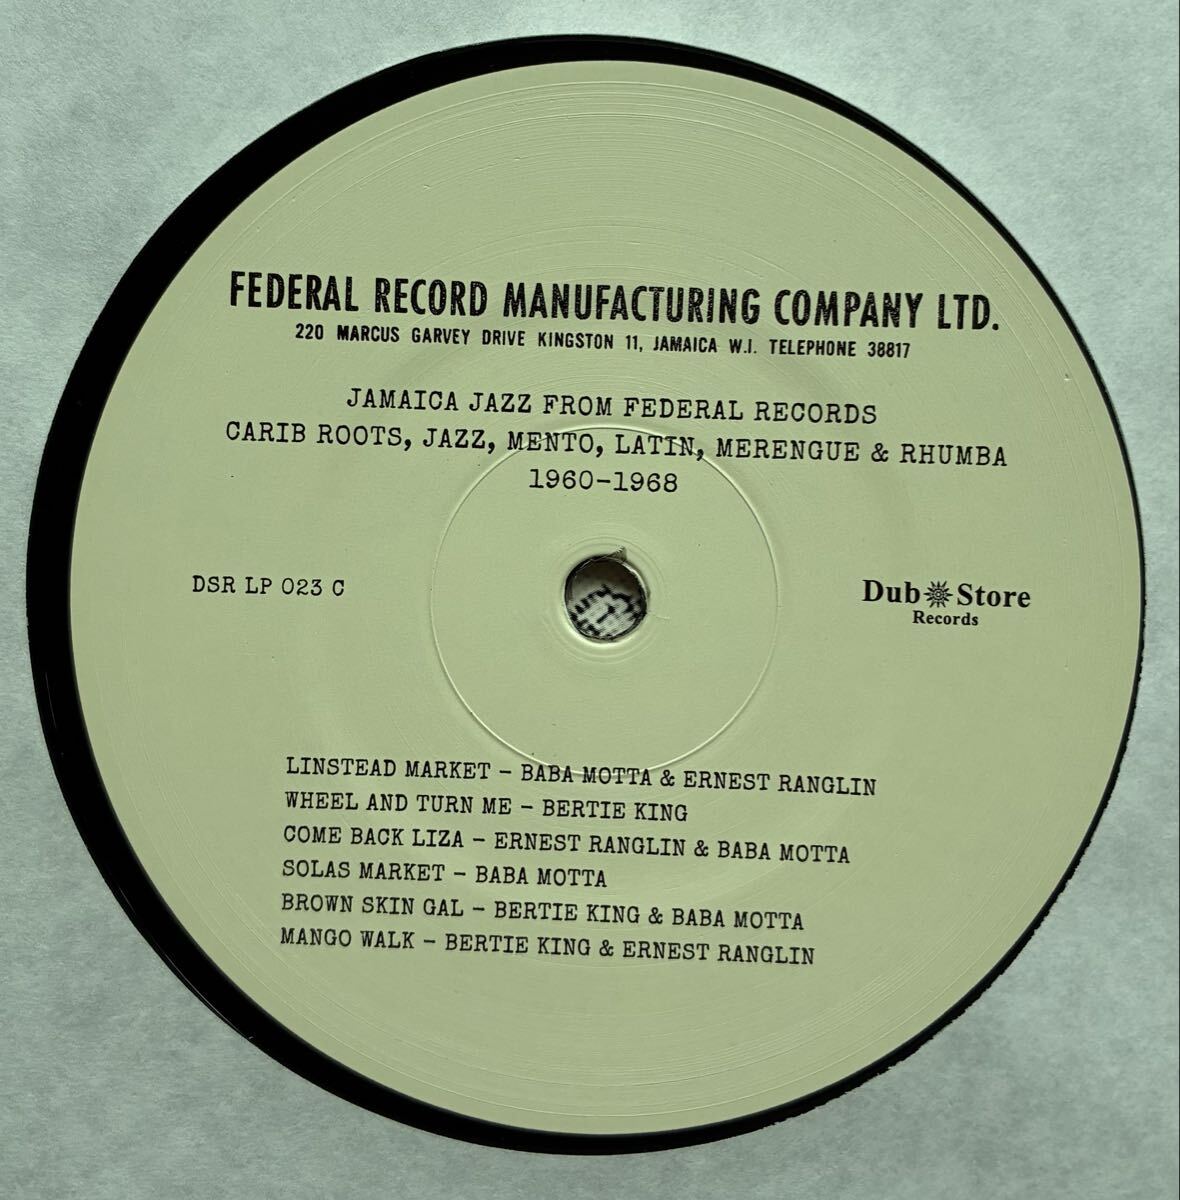 FEDERAL RECORD MANUFACTURING COMPANY LTD.
220 MARCUS GARVEY DRIVE KINGSTON 11, JAMAICA W.I. TELEPHONE 38817
JAMAICA JAZZ FROM FEDERAL RECORDS
CARIB ROOTS, JAZZ, MENTO, LATIN, MERENGUE & RHUMBA
1960-1968
DSR LP 023 C
Dub Store
Records
LINSTEAD MARKET - BABA MOTTA & ERNEST RANGLIN
WHEEL AND TURN ME - BERTIE KING
COME BACK LIZA - ERNEST RANGLIN & BABA MOTTA
SOLAS MARKET - BABA MOTTA
BROWN SKIN GAL - BERTIE KING & BABA MOTTA
MANGO WALK - BERTIE KING & ERNEST RANGLIN